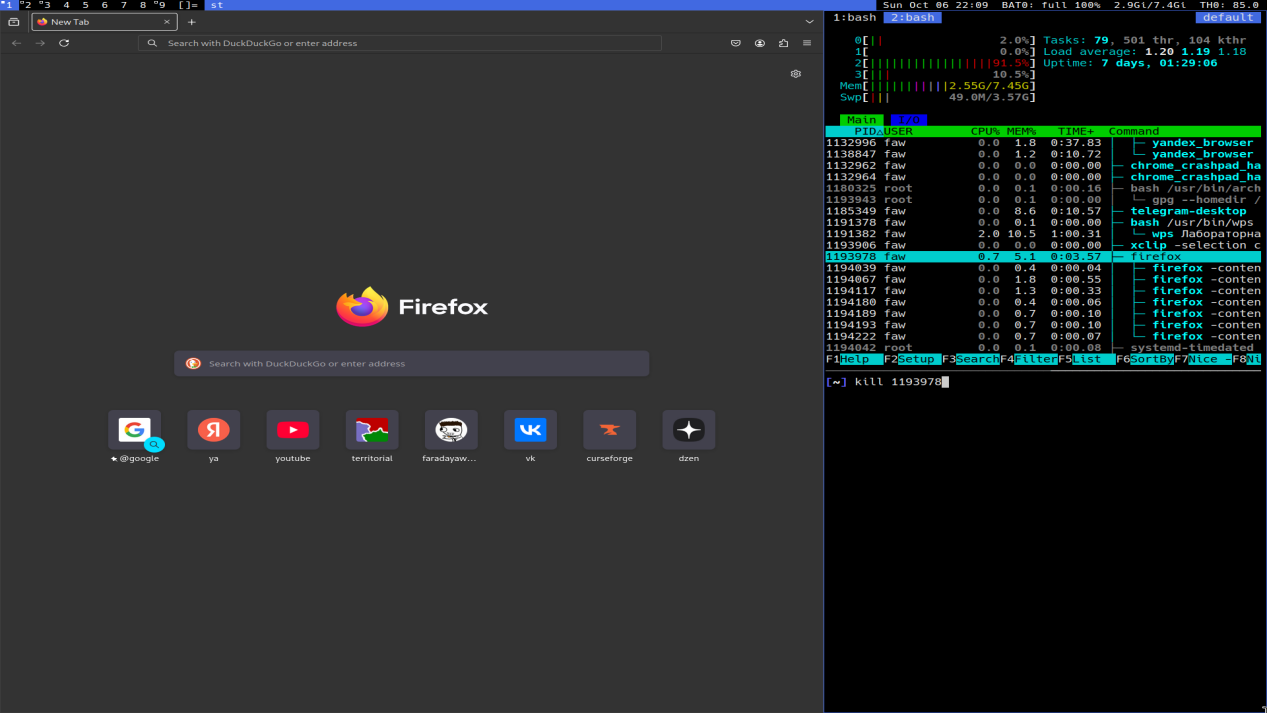 °1 °2 °3 4 5 6 7 8 °9 []= st Sun Oct 06 22:09 BAT0: full 100% 2.9Gi/7.4Gi TH0: 85.0
New Tab × +
Search with DuckDuckGo or enter address
Firefox
Search with DuckDuckGo or enter address
@google ya youtube territorial faradayaw... vk curseforge dzen
1:bash 2:bash default
0[|| 2.0%] Tasks: 79, 501 thr, 104 kthr
1[ 0.0%] Load average: 1.20 1.19 1.18
2[|||||||||||||||||91.5%] Uptime: 7 days, 01:29:06
3[||| 10.5%]
Mem[|||||||||||2.55G/7.45G]
Swp[||| 49.0M/3.57G]
Main I/O
PID△USER CPU% MEM% TIME+ Command
1132996 faw 0.0 1.8 0:37.83 │ ├─ yandex_browser
1138847 faw 0.0 1.2 0:10.72 │ └─ yandex_browser
1132962 faw 0.0 0.0 0:00.00 ├─ chrome_crashpad_ha
1132964 faw 0.0 0.0 0:00.00 ├─ chrome_crashpad_ha
1180325 root 0.0 0.1 0:00.16 ├─ bash /usr/bin/arch
1193943 root 0.0 0.1 0:00.00 │ └─ gpg --homedir /
1185349 faw 0.0 8.6 0:10.57 ├─ telegram-desktop
1191378 faw 0.0 0.1 0:00.00 ├─ bash /usr/bin/wps
1191382 faw 2.0 10.5 1:00.31 │ └─ wps Лабораторна
1193906 faw 0.0 0.0 0:00.00 ├─ xclip -selection c
1193978 faw 0.7 5.1 0:03.57 ├─ firefox
1194039 faw 0.0 0.4 0:00.04 │ ├─ firefox -conten
1194067 faw 0.0 1.8 0:00.55 │ ├─ firefox -conten
1194117 faw 0.0 1.3 0:00.33 │ ├─ firefox -conten
1194180 faw 0.0 0.4 0:00.06 │ ├─ firefox -conten
1194189 faw 0.0 0.7 0:00.10 │ ├─ firefox -conten
1194193 faw 0.0 0.7 0:00.10 │ ├─ firefox -conten
1194222 faw 0.0 0.7 0:00.07 │ └─ firefox -conten
1194042 root 0.0 0.1 0:00.08 ├─ systemd-timedated
F1Help F2Setup F3SearchF4FilterF5List F6SortByF7Nice -F8Ni
[~] kill 1193978